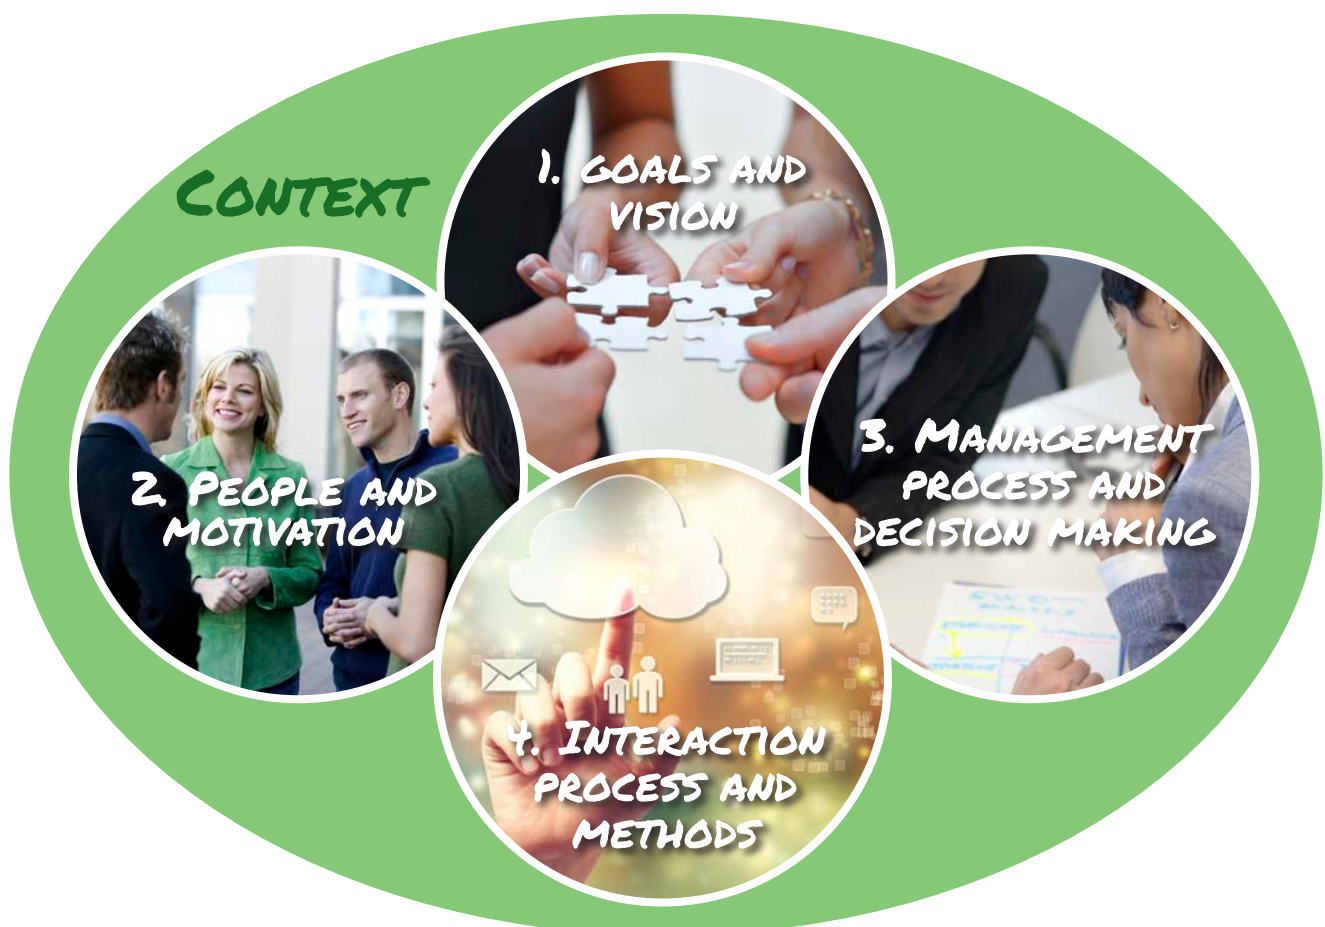 Context
1. Goals and
vision
2. People and
motivation
3. Management
process and
decision making
4. Interaction
process and
methods